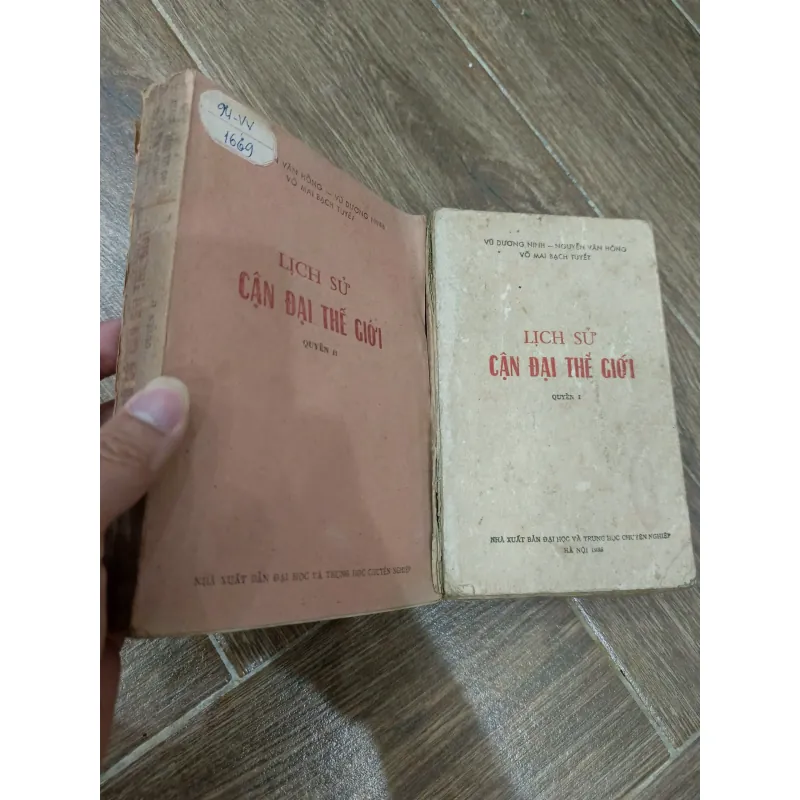 94-VV
1669
VĂN HỒNG - VŨ DƯƠNG NINH
VÕ MAI BẠCH TUYẾT
LỊCH SỬ
CẬN ĐẠI THẾ GIỚI
QUYỂN II
NHÀ XUẤT BẢN ĐẠI HỌC VÀ TRUNG HỌC CHUYÊN NGHIỆP
VŨ DƯƠNG NINH - NGUYỄN VĂN HỒNG
VÕ MAI BẠCH TUYẾT
LỊCH SỬ
CẬN ĐẠI THẾ GIỚI
QUYỂN I
NHÀ XUẤT BẢN ĐẠI HỌC VÀ TRUNG HỌC CHUYÊN NGHIỆP
HÀ NỘI